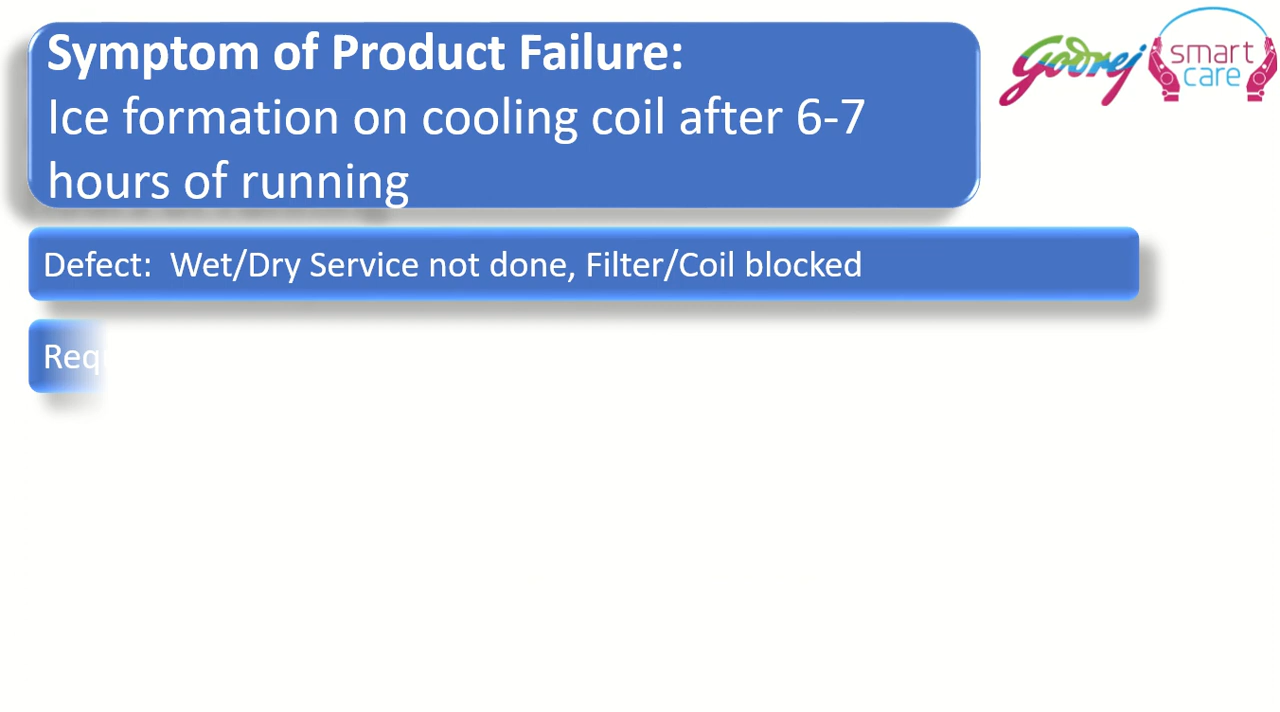 Symptom of Product Failure:
Ice formation on cooling coil after 6-7
hours of running
Godrej
smart
care
Defect: Wet/Dry Service not done, Filter/Coil blocked